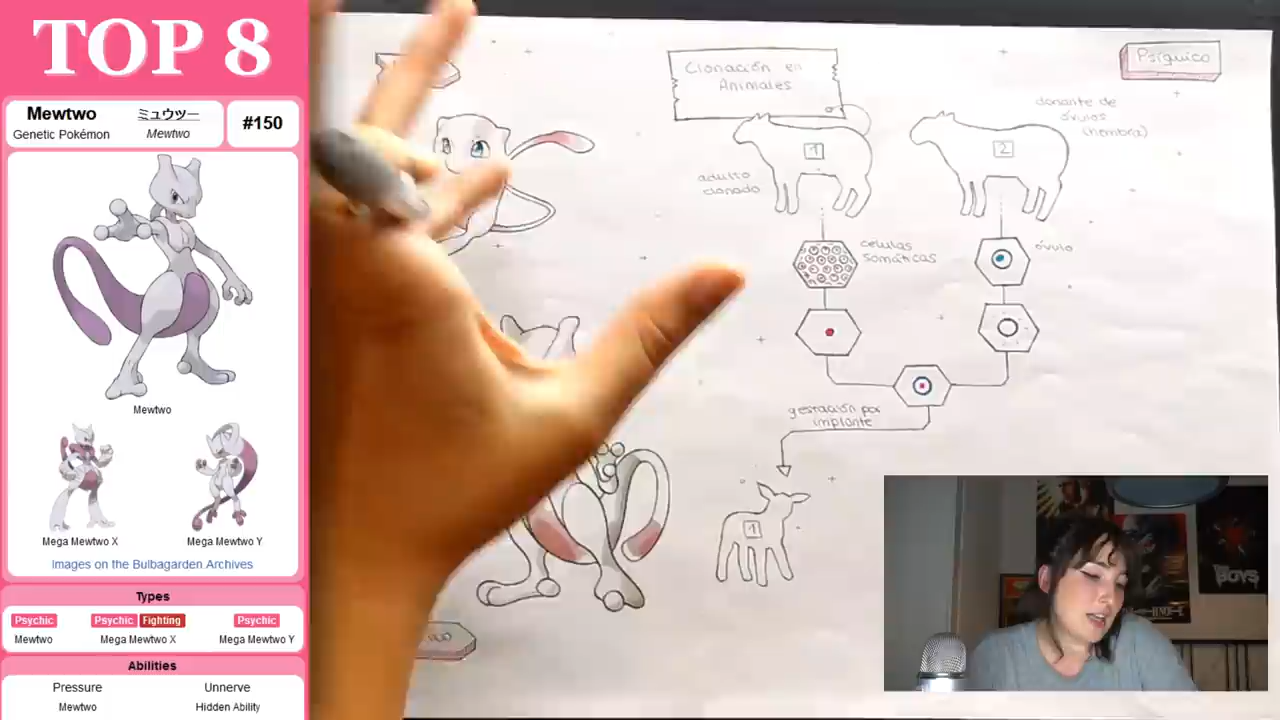 TOP 8
Mewtwo
Genetic Pokémon
ミュウツー
Mewtwo
#150
Mewtwo
Mega Mewtwo X
Mega Mewtwo Y
Images on the Bulbagarden Archives
Types
Psychic
Mewtwo
Psychic Fighting
Mega Mewtwo X
Psychic
Mega Mewtwo Y
Abilities
Pressure
Mewtwo
Unnerve
Hidden Ability
Clonación en
Animales
Psíquico
adulto
clonado
1
2
donante de
óvulos
(hembra)
células
somáticas
óvulo
gestación por
implante
1
THE
BOYS